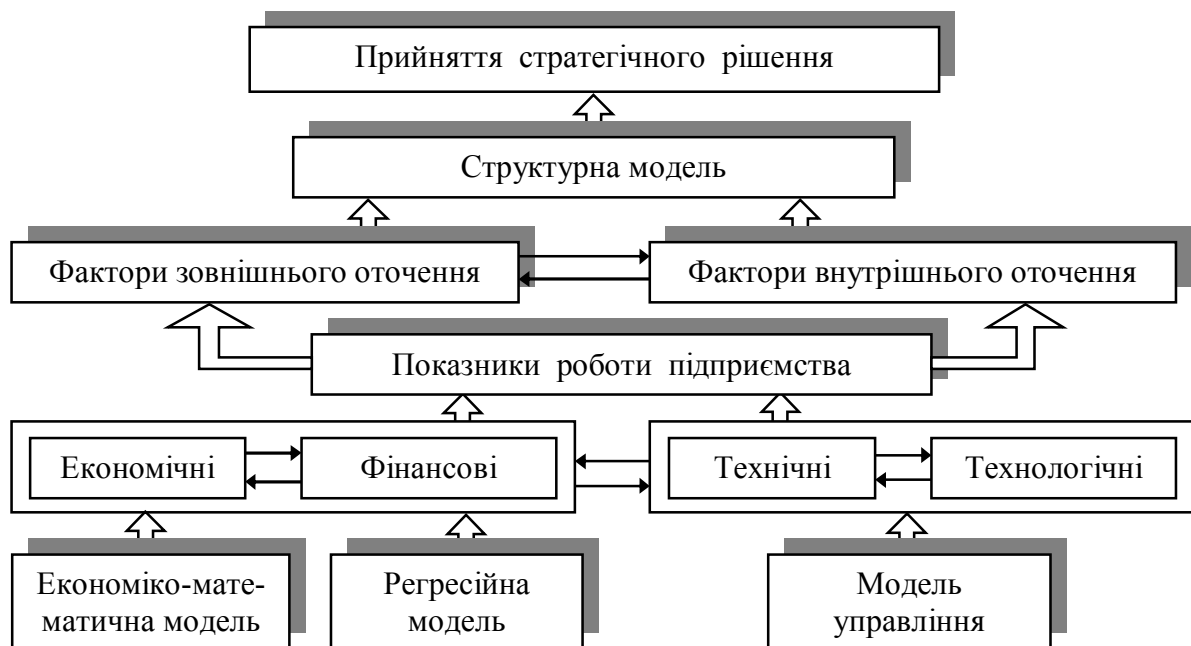 Прийняття стратегічного рішення
Структурна модель
Фактори зовнішнього оточення
Фактори внутрішнього оточення
Показники роботи підприємства
Економічні
Фінансові
Технічні
Технологічні
Економіко-мате-
матична модель
Регресійна
модель
Модель
управління